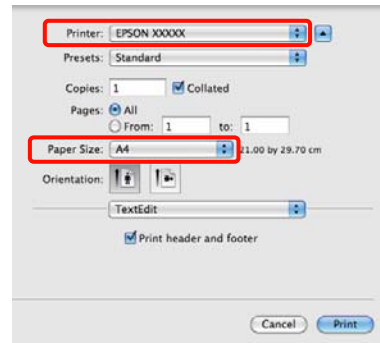 Printer: EPSON XXXXX
Presets: Standard
Copies: 1 Collated
Pages: All
From: 1 to: 1
Paper Size: A4 21.00 by 29.70 cm
Orientation:
TextEdit
Print header and footer
Cancel Print